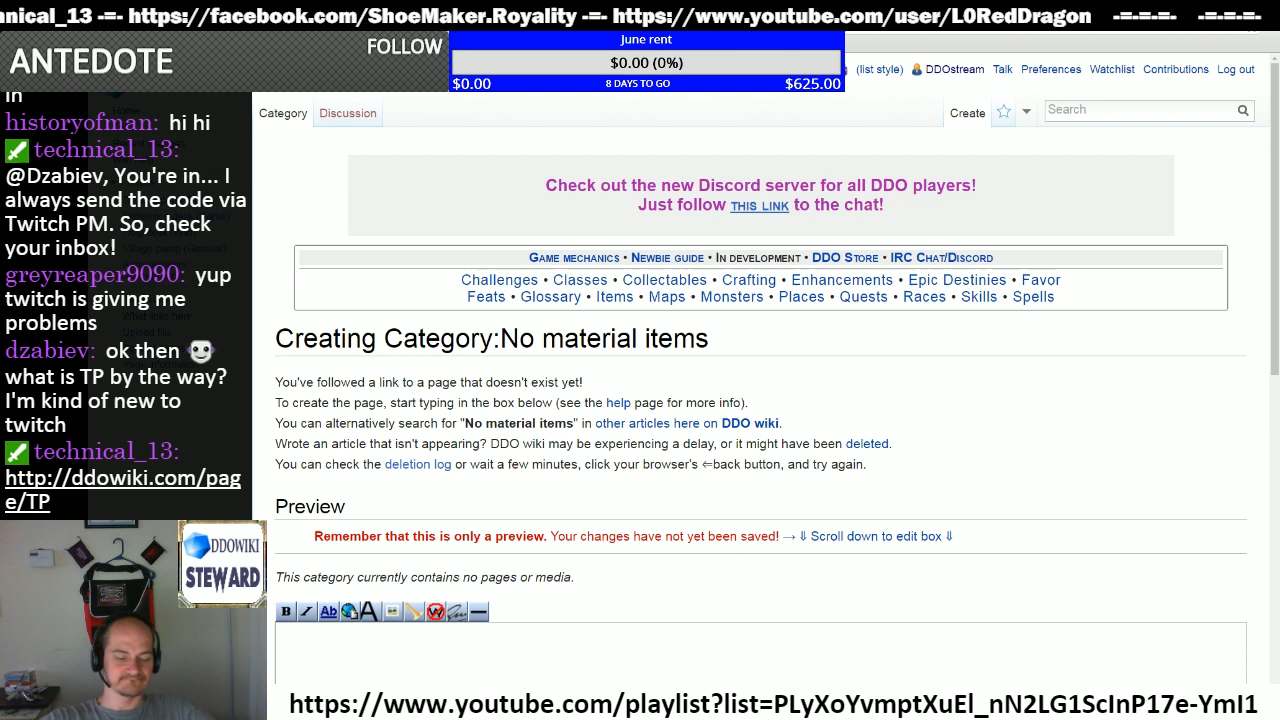 nical_13 -=- https://facebook.com/ShoeMaker.Royality -=- https://www.youtube.com/user/L0RedDragon -=-=-=- -=-=-=-
ANTEDOTE
FOLLOW
June rent
$0.00 (0%)
$0.00 8 DAYS TO GO $625.00
(list style) DDOstream Talk Preferences Watchlist Contributions Log out
in
historyofman: hi hi
technical_13:
@Dzabiev, You're in... I
always send the code via
Twitch PM. So, check
your inbox!
greyreaper9090: yup
twitch is giving me
problems
dzabiev: ok then
what is TP by the way?
I'm kind of new to
twitch
technical_13:
http://ddowiki.com/pag
e/TP
Category Discussion Create Search
Check out the new Discord server for all DDO players!
Just follow THIS LINK to the chat!
GAME MECHANICS • NEWBIE GUIDE • IN DEVELOPMENT • DDO STORE • IRC CHAT/DISCORD
Challenges • Classes • Collectables • Crafting • Enhancements • Epic Destinies • Favor
Feats • Glossary • Items • Maps • Monsters • Places • Quests • Races • Skills • Spells
Creating Category:No material items
You've followed a link to a page that doesn't exist yet!
To create the page, start typing in the box below (see the help page for more info).
You can alternatively search for "No material items" in other articles here on DDO wiki.
Wrote an article that isn't appearing? DDO wiki may be experiencing a delay, or it might have been deleted.
You can check the deletion log or wait a few minutes, click your browser's ⇐back button, and try again.
Preview
Remember that this is only a preview. Your changes have not yet been saved! → ⇓ Scroll down to edit box ⇓
This category currently contains no pages or media.
B I Ab A W
DDOWIKI
STEWARD
https://www.youtube.com/playlist?list=PLyXoYvmptXuEl_nN2LG1ScInP17e-YmI1